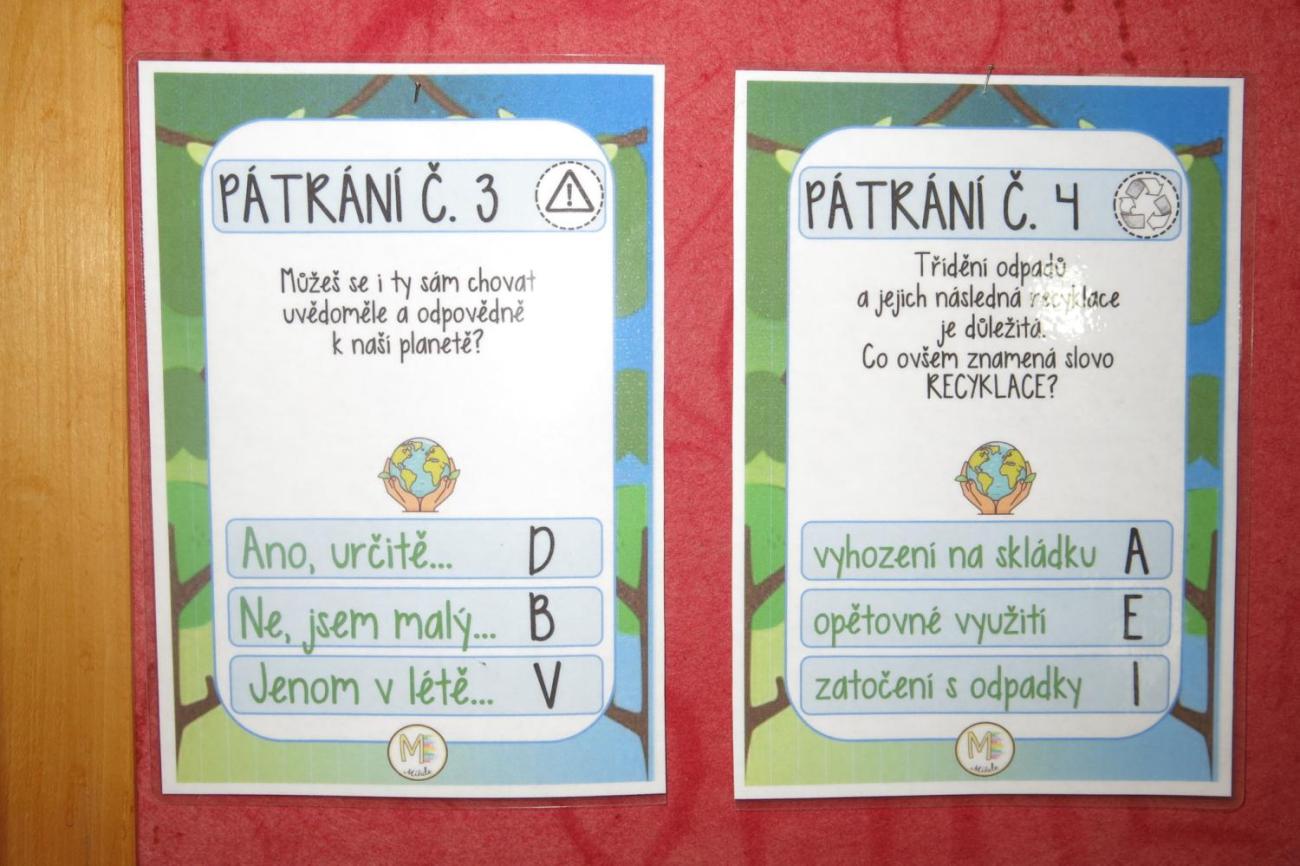 PÁTRÁNÍ Č. 3
Můžeš se i ty sám chovat
uvědoměle a odpovědně
k naší planetě?
Ano, určitě... D
Ne, jsem malý... B
Jenom v létě... V
M
PÁTRÁNÍ Č. 4
Třídění odpadů
a jejich následná recyklace
je důležitá.
Co ovšem znamená slovo
RECYKLACE?
vyhození na skládku A
opětovné využití E
zatočení s odpadky I
M